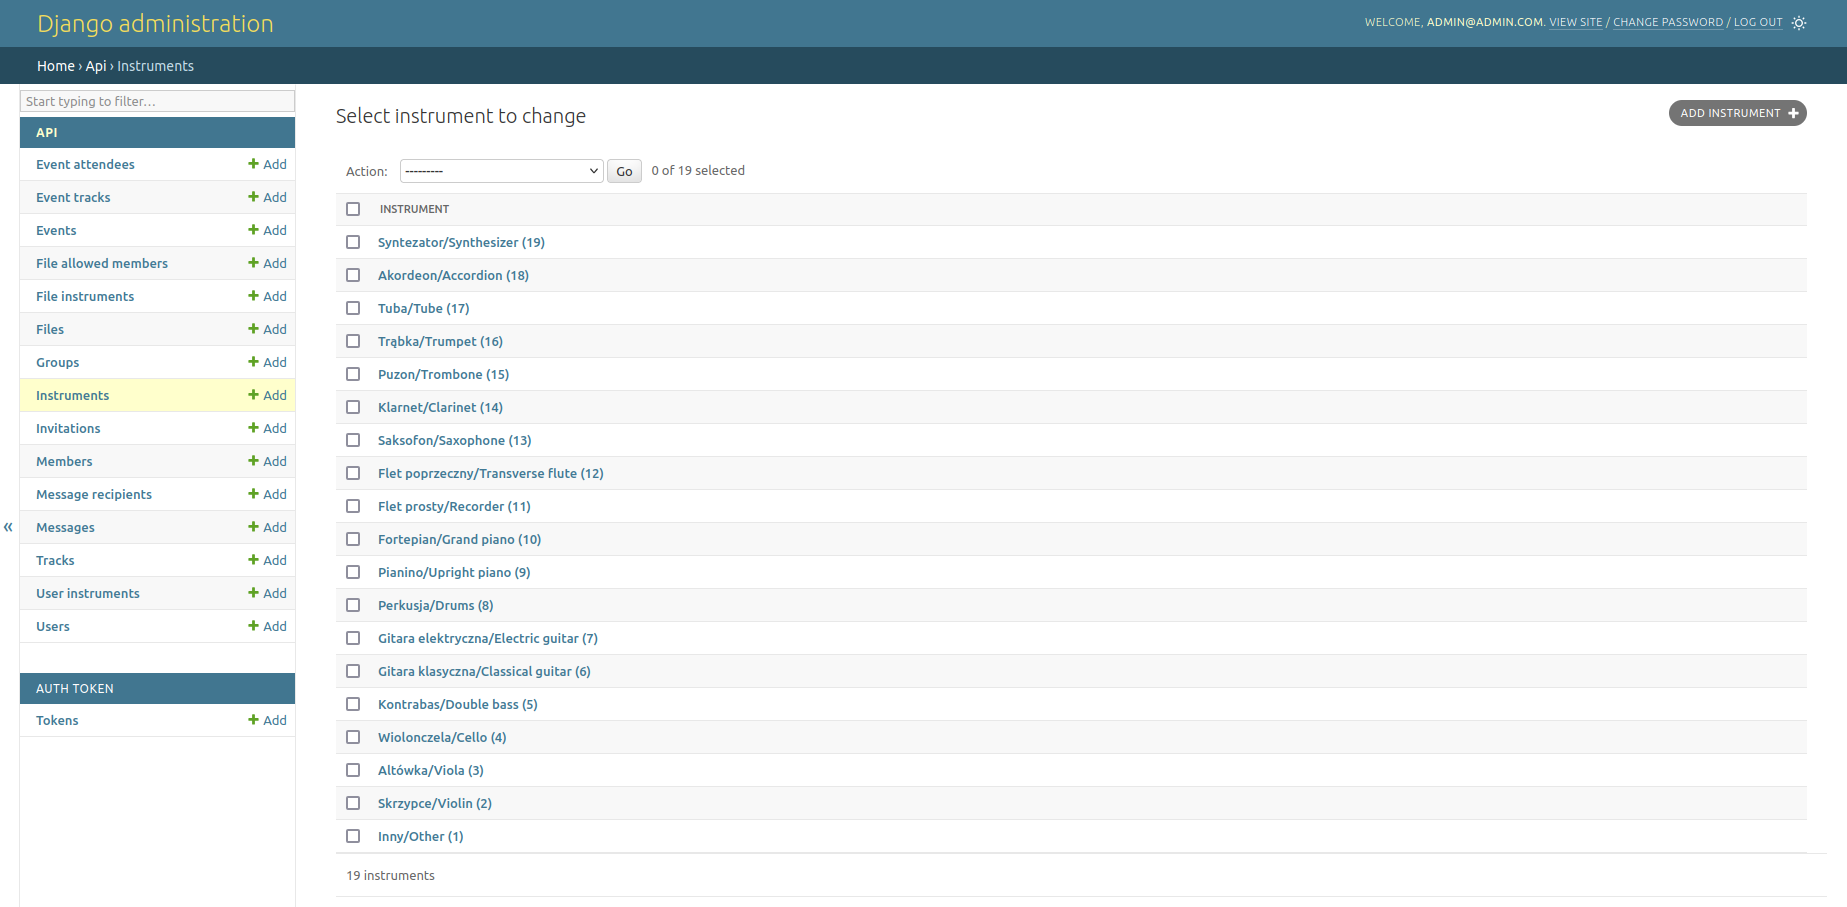 Django administration
WELCOME, ADMIN@ADMIN.COM. VIEW SITE / CHANGE PASSWORD / LOG OUT
Home › Api › Instruments
Start typing to filter…
API
Event attendees + Add
Event tracks + Add
Events + Add
File allowed members + Add
File instruments + Add
Files + Add
Groups + Add
Instruments + Add
Invitations + Add
Members + Add
Message recipients + Add
Messages + Add
Tracks + Add
User instruments + Add
Users + Add
AUTH TOKEN
Tokens + Add
«
Select instrument to change
ADD INSTRUMENT +
Action: --------- Go 0 of 19 selected
INSTRUMENT
Syntezator/Synthesizer (19)
Akordeon/Accordion (18)
Tuba/Tube (17)
Trąbka/Trumpet (16)
Puzon/Trombone (15)
Klarnet/Clarinet (14)
Saksofon/Saxophone (13)
Flet poprzeczny/Transverse flute (12)
Flet prosty/Recorder (11)
Fortepian/Grand piano (10)
Pianino/Upright piano (9)
Perkusja/Drums (8)
Gitara elektryczna/Electric guitar (7)
Gitara klasyczna/Classical guitar (6)
Kontrabas/Double bass (5)
Wiolonczela/Cello (4)
Altówka/Viola (3)
Skrzypce/Violin (2)
Inny/Other (1)
19 instruments